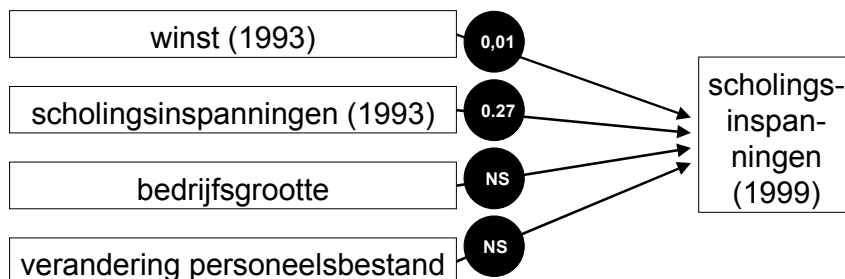 winst (1993)
0,01
scholingsinspanningen (1993)
0.27
bedrijfsgrootte
NS
verandering personeelsbestand
NS
scholings-
inspan-
ningen
(1999)